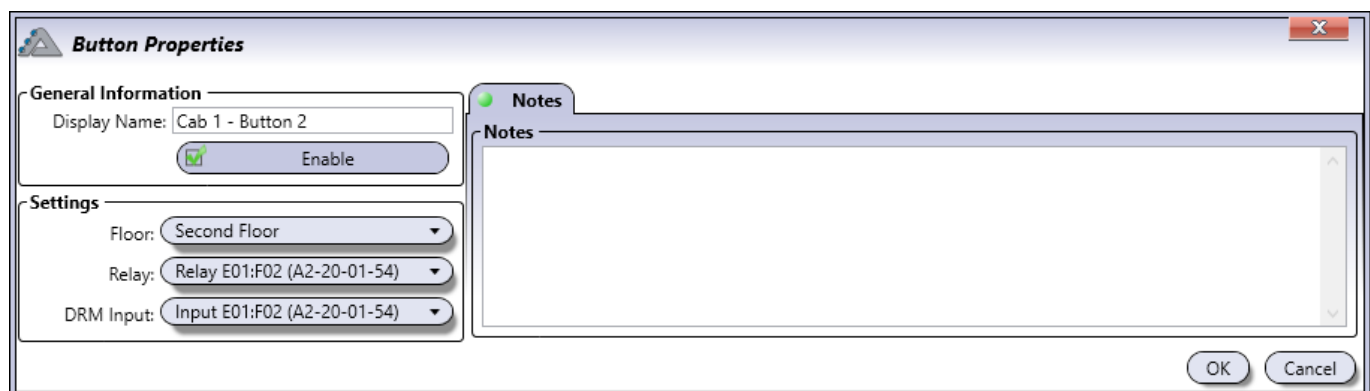 Button Properties
X
General Information
Display Name: Cab 1 - Button 2
Enable
Settings
Floor: Second Floor
Relay: Relay E01:F02 (A2-20-01-54)
DRM Input: Input E01:F02 (A2-20-01-54)
Notes
Notes
OK
Cancel